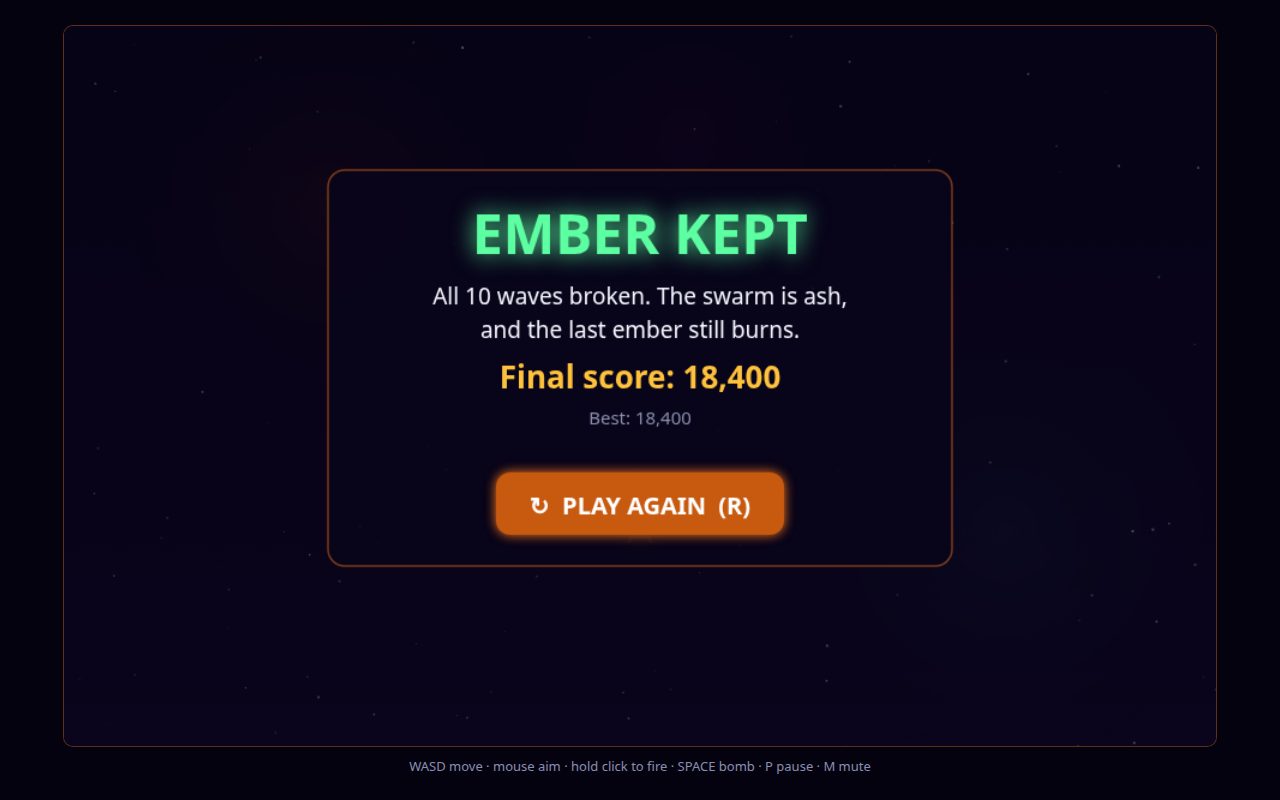 EMBER KEPT
All 10 waves broken. The swarm is ash,
and the last ember still burns.
Final score: 18,400
Best: 18,400
↻ PLAY AGAIN (R)
WASD move · mouse aim · hold click to fire · SPACE bomb · P pause · M mute